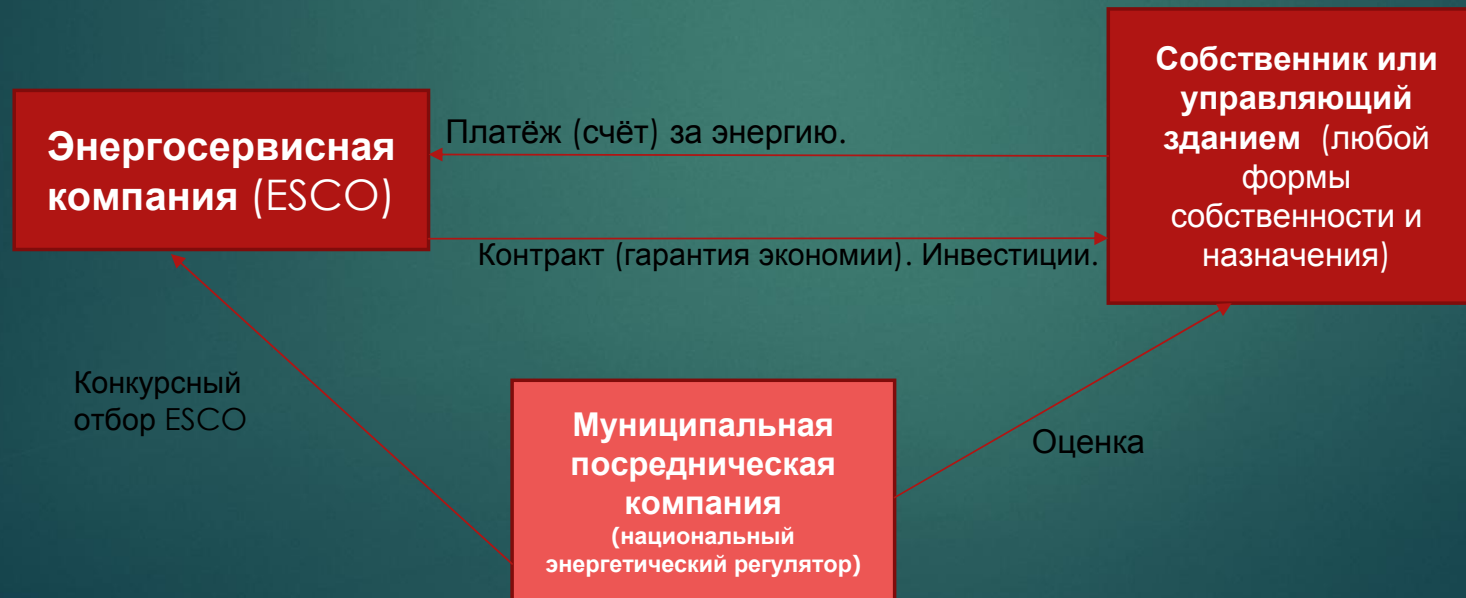 Энергосервисная
компания (ESCO)
Платёж (счёт) за энергию.
Контракт (гарантия экономии). Инвестиции.
Собственник или
управляющий
зданием (любой
формы
собственности и
назначения)
Конкурсный
отбор ESCO
Муниципальная
посредническая
компания
(национальный
энергетический регулятор)
Оценка